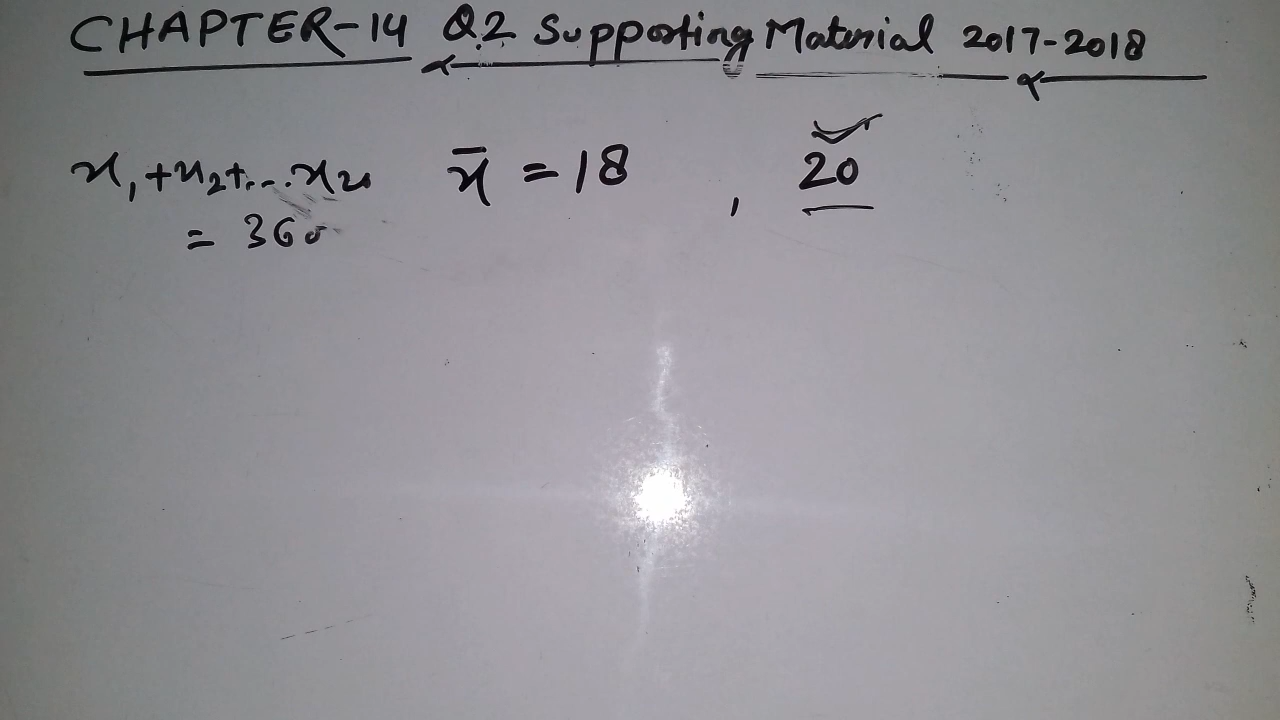 CHAPTER-14 Q.2 Supporting Material 2017-2018
x₁+x₂+...x₂₀ x̄ = 18 , 20
= 360